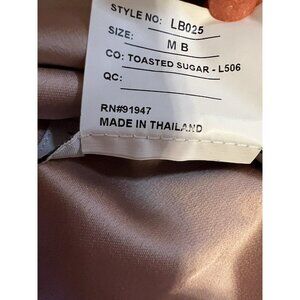 STYLE NO: LB025
SIZE: M B
CO: TOASTED SUGAR - L506
QC:
RN#91947
MADE IN THAILAND